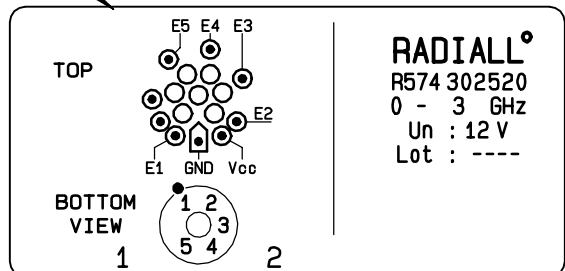 E5 E4 E3
TOP
E2
E1 GND Vcc
BOTTOM
VIEW
1 2
3
5 4
1 2
RADIALL°
R574 302520
0 - 3 GHz
Un : 12 V
Lot : ----